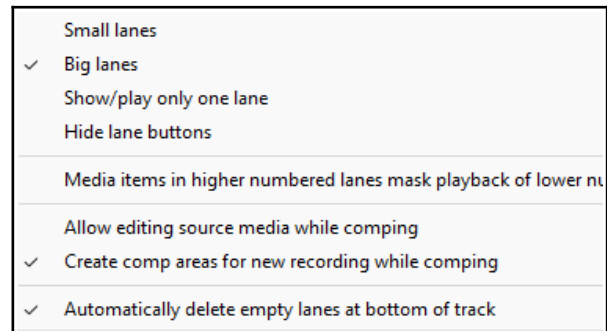 Small lanes
Big lanes
Show/play only one lane
Hide lane buttons
Media items in higher numbered lanes mask playback of lower
Allow editing source media while comping
Create comp areas for new recording while comping
Automatically delete empty lanes at bottom of track